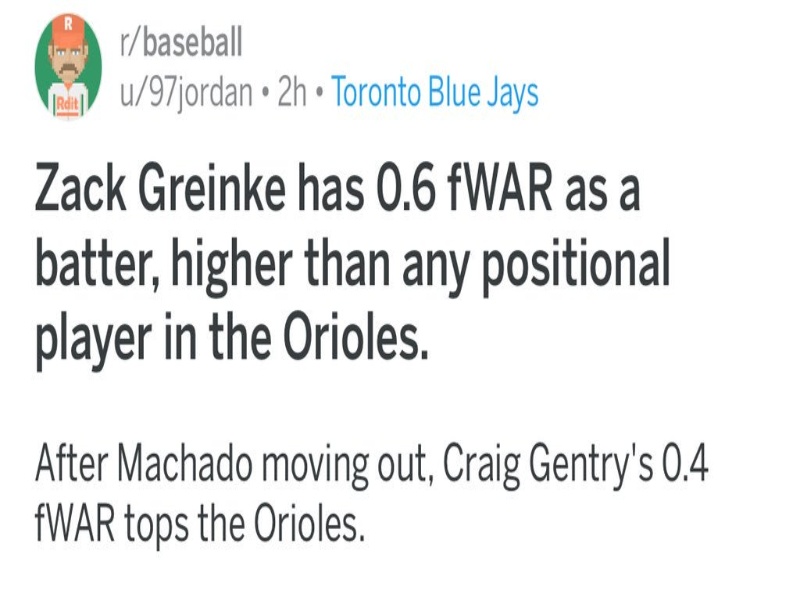 R
Rdit
r/baseball
u/97jordan • 2h • Toronto Blue Jays
Zack Greinke has 0.6 fWAR as a
batter, higher than any positional
player in the Orioles.
After Machado moving out, Craig Gentry's 0.4
fWAR tops the Orioles.